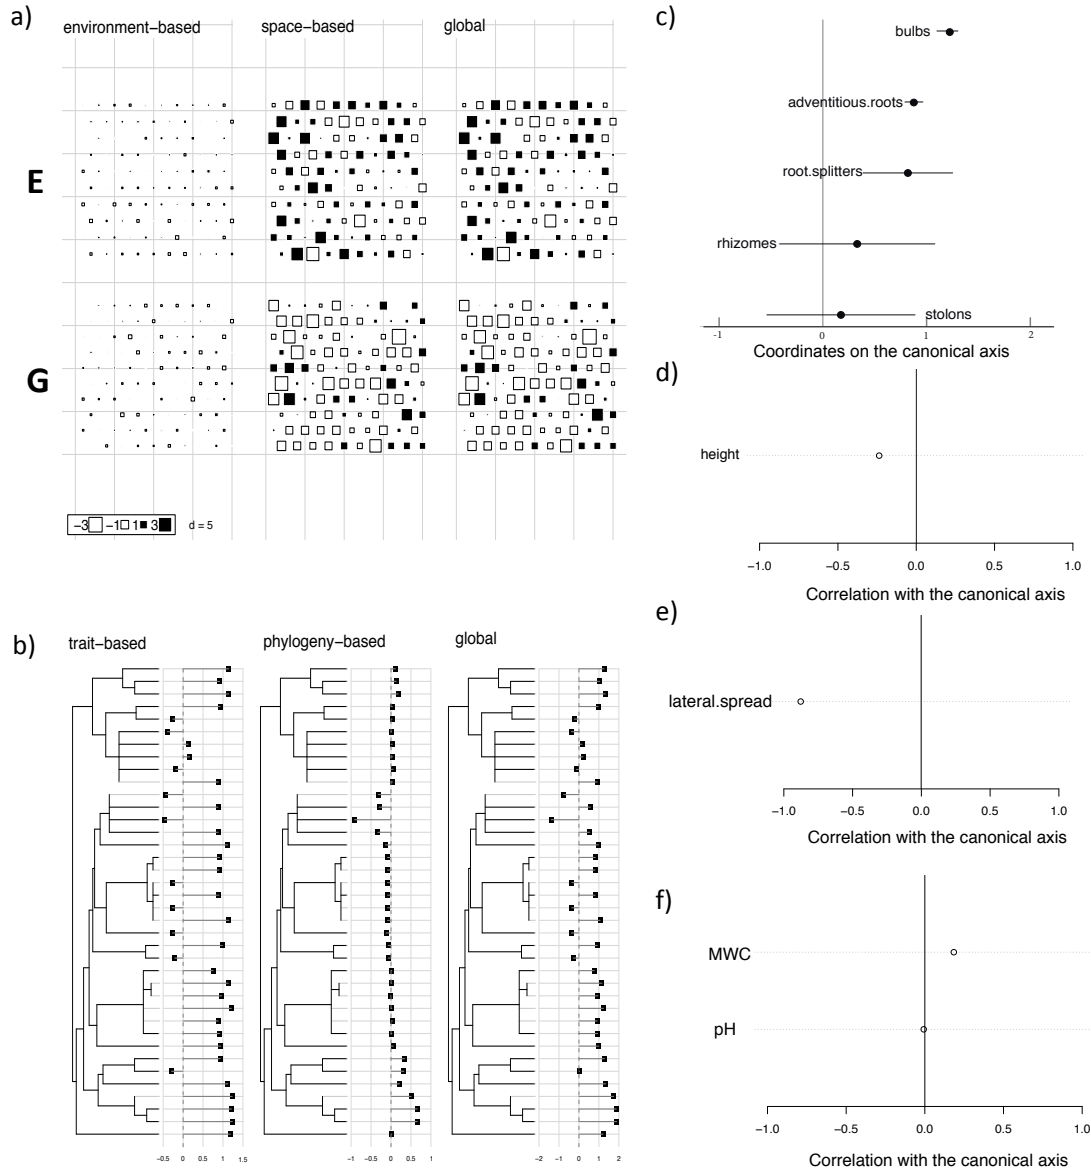 a)
environment−based space−based global
E
G
−3 −1 1 3 d = 5
b)
trait−based phylogeny−based global
−0.5 0 0.5 1 1.5
−1 −0.5 0 0.5 1
−2 −1 0 1 2
c)
bulbs
adventitious.roots
root.splitters
rhizomes
stolons
−1 0 1 2
Coordinates on the canonical axis
d)
height
−1.0 −0.5 0.0 0.5 1.0
Correlation with the canonical axis
e)
lateral.spread
−1.0 −0.5 0.0 0.5 1.0
Correlation with the canonical axis
f)
MWC
pH
−1.0 −0.5 0.0 0.5 1.0
Correlation with the canonical axis